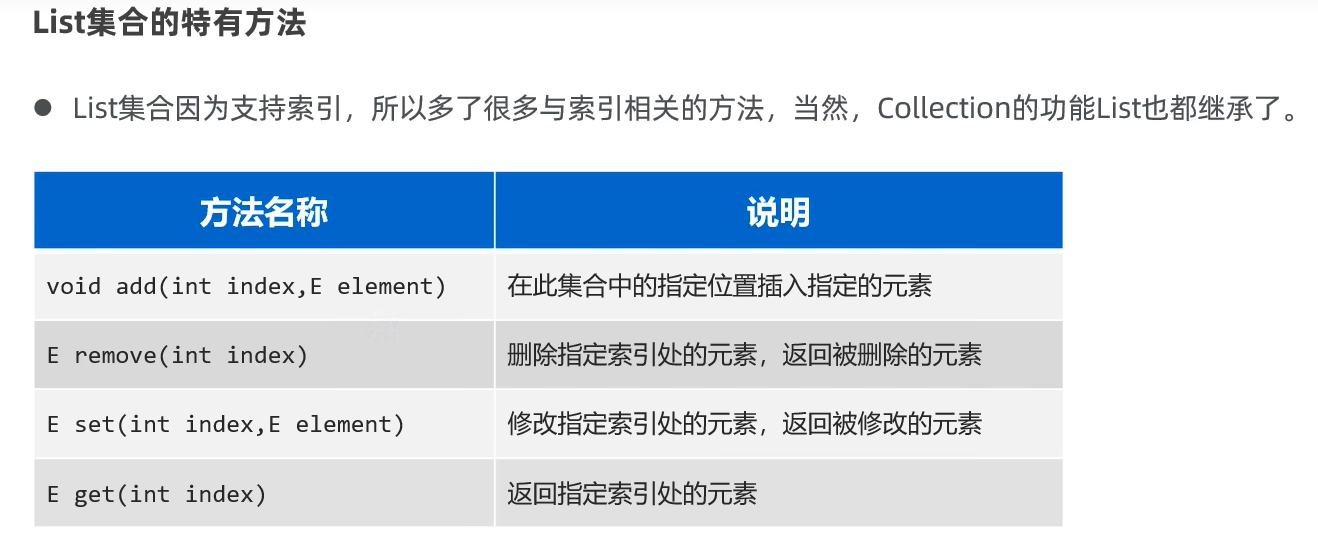 List集合的特有方法
● List集合因为支持索引，所以多了很多与索引相关的方法，当然，Collection的功能List也都继承了。
方法名称 说明
void add(int index,E element) 在此集合中的指定位置插入指定的元素
E remove(int index) 删除指定索引处的元素，返回被删除的元素
E set(int index,E element) 修改指定索引处的元素，返回被修改的元素
E get(int index) 返回指定索引处的元素